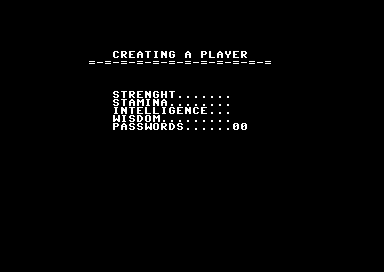 CREATING A PLAYER
=-=-=-=-=-=-=-=-=-=-=-=-=
STRENGHT.......
STAMINA........
INTELLIGENCE...
WISDOM.........
PASSWORDS......00